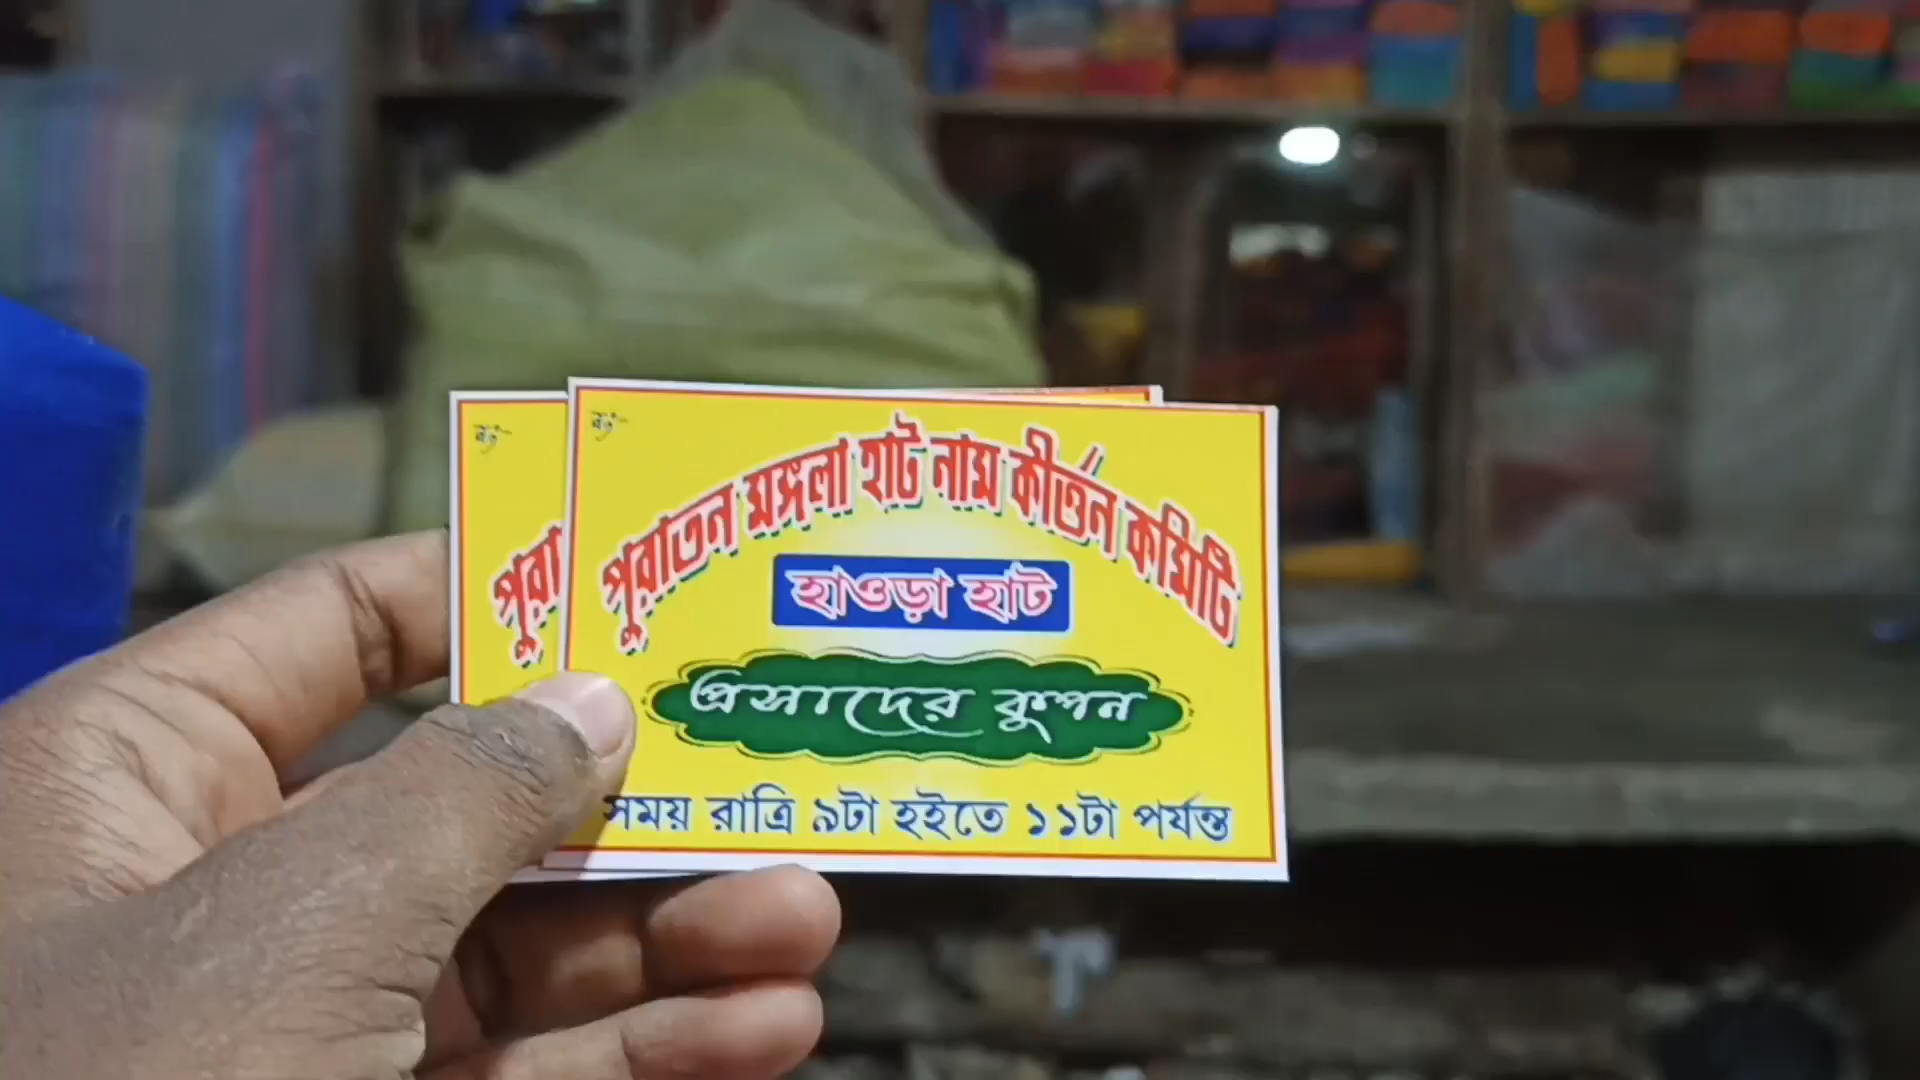 পুরাতন মঙ্গলা হাট নাম কীর্ত্তন কমিটি
হাওড়া হাট
প্রসাদের কুপন
সময় রাত্রি ৯টা হইতে ১১টা পর্যন্ত
পুরা